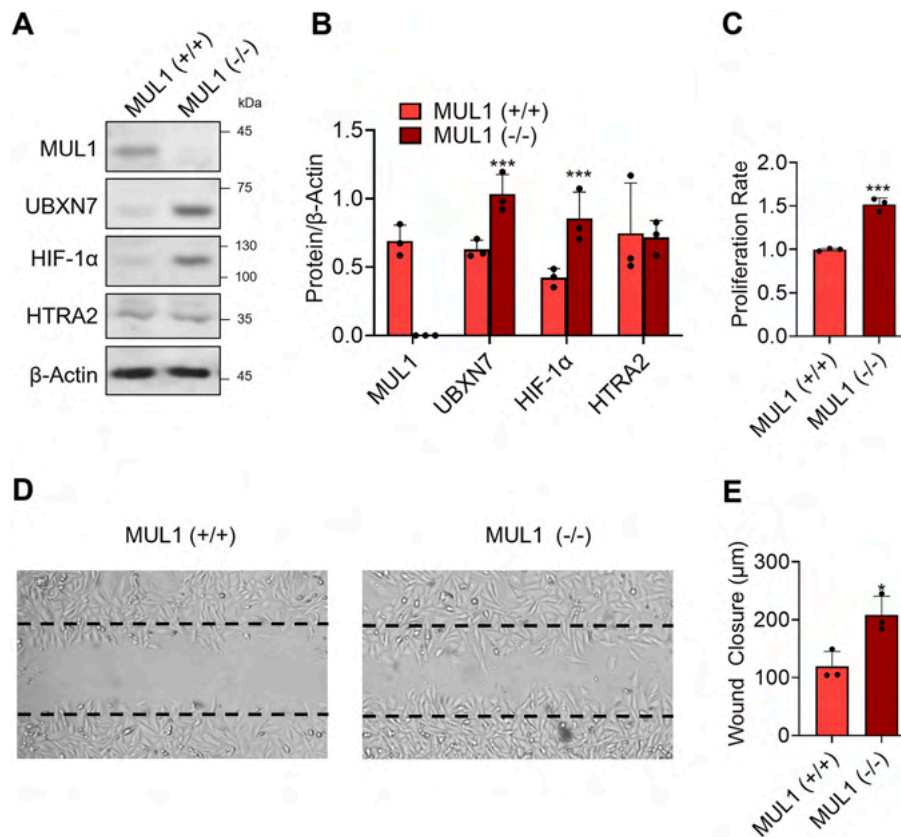 A
MUL1 (+/+)
MUL1 (-/-)
kDa
MUL1
45
UBXN7
75
HIF-1α
130
100
HTRA2
35
β-Actin
45
B
MUL1 (+/+)
MUL1 (-/-)
Protein/β-Actin
1.5
1.0
0.5
0.0
***
***
MUL1
UBXN7
HIF-1α
HTRA2
C
Proliferation Rate
2.0
1.5
1.0
0.5
0.0
***
MUL1 (+/+)
MUL1 (-/-)
D
MUL1 (+/+)
MUL1 (-/-)
E
Wound Closure (μm)
300
200
100
0
*
MUL1 (+/+)
MUL1 (-/-)